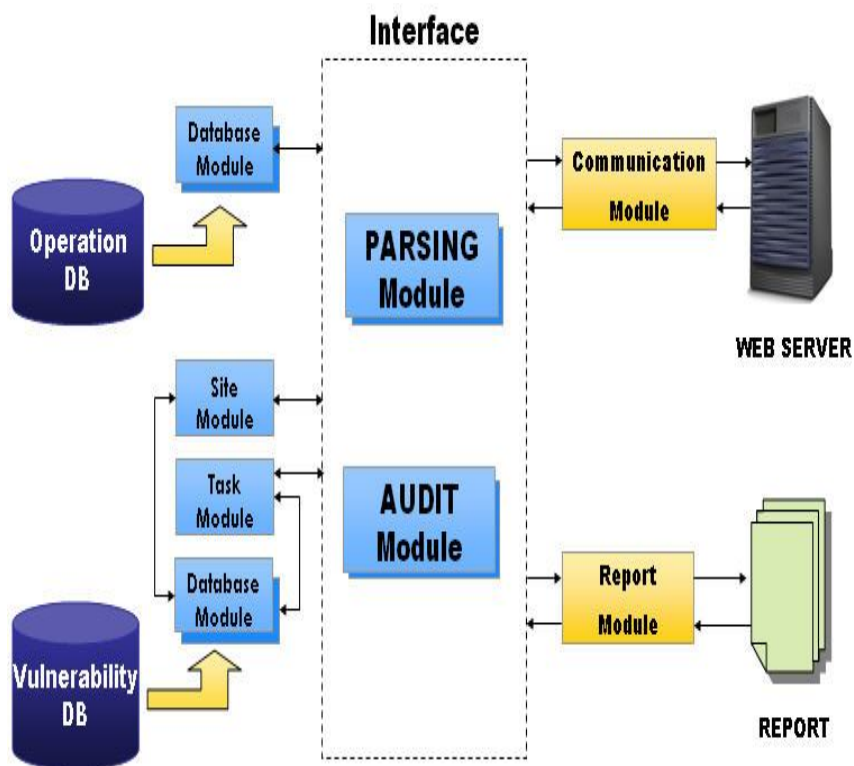 Interface
Database
Module
Operation
DB
PARSING
Module
Communication
Module
WEB SERVER
Site
Module
Task
Module
Database
Module
Vulnerability
DB
AUDIT
Module
Report
Module
REPORT